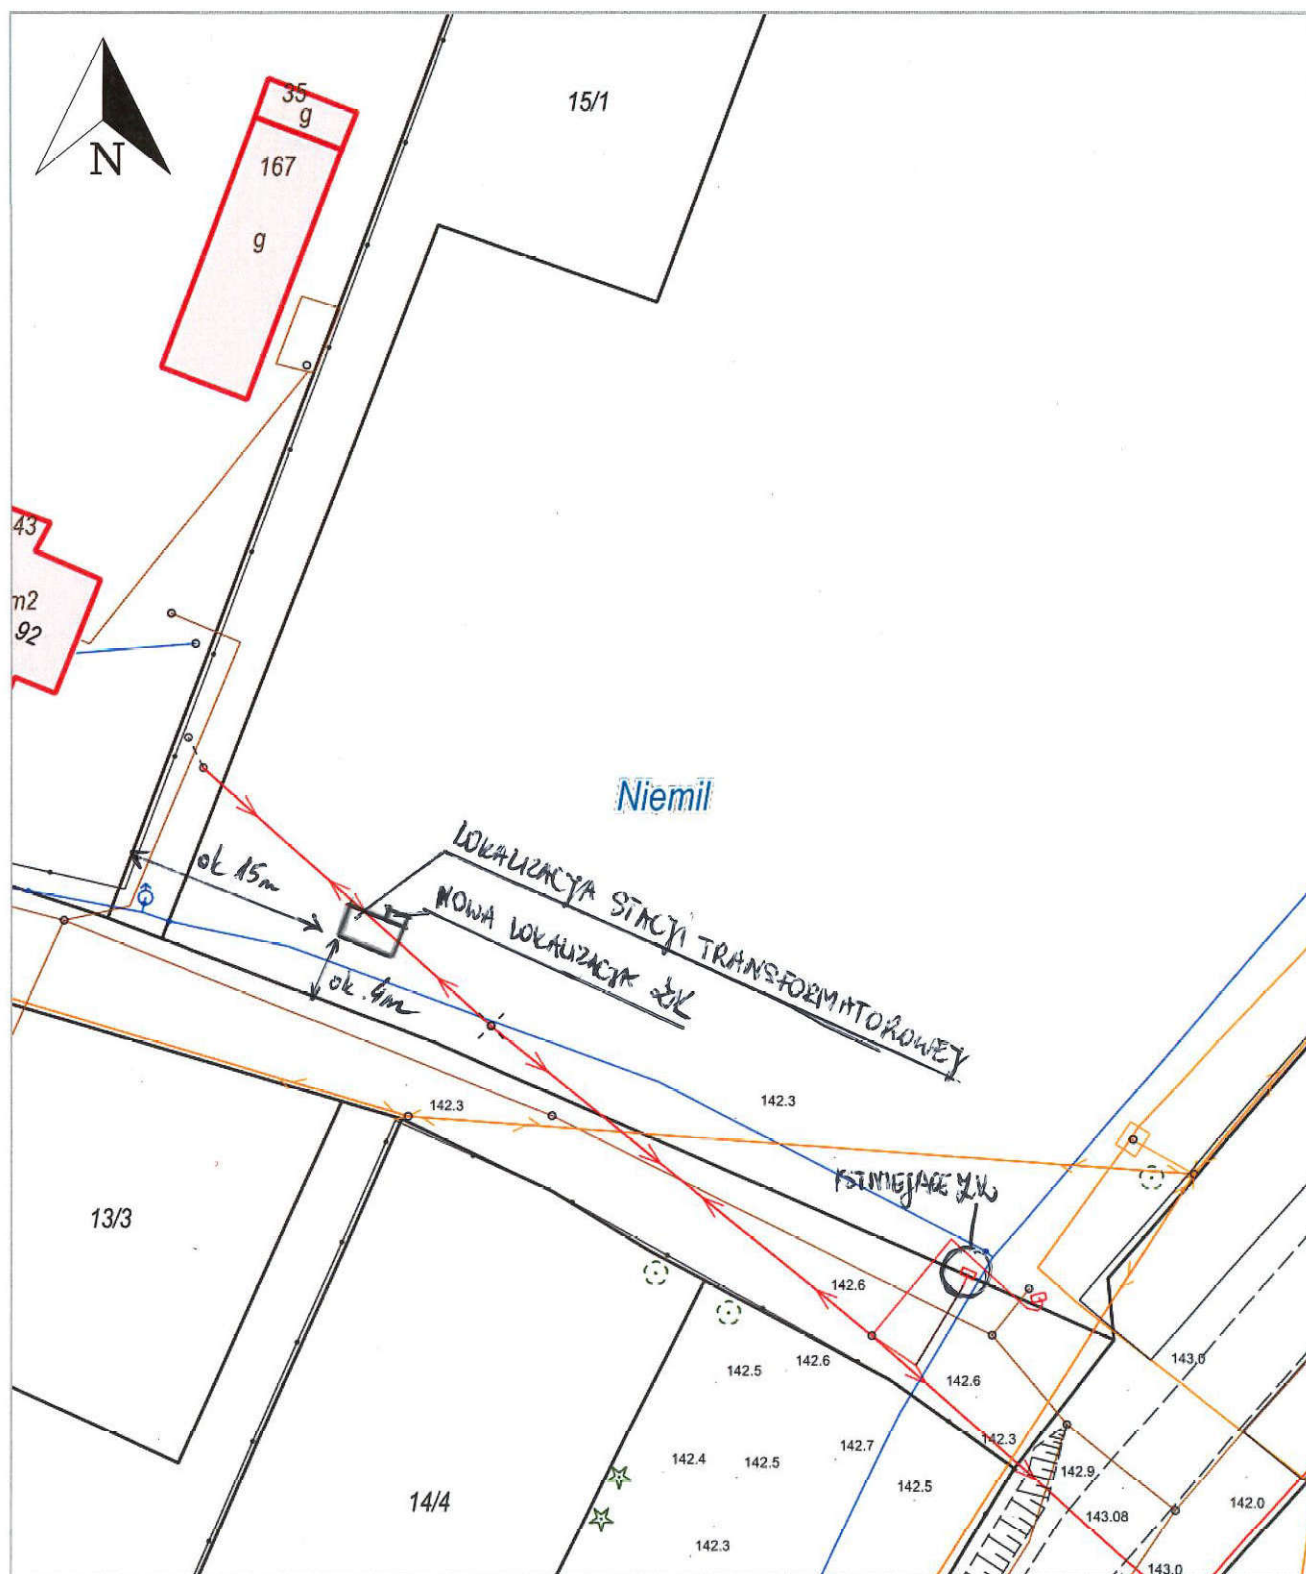 35
g
15/1
N
167
g
43
m2
92
Niemil
LOKALIZACJA STACJI TRANSFORMATOROWEJ
ok 15m
NOWA LOKALIZACJA ZK
ok. 4m
142.3
142.3
ISTNIEJĄCE ZK
13/3
142.6
143.0
142.6
142.5
142.6
142.3
142.7
142.4
142.5
142.9
142.5
14/4
142.0
143.08
142.3
143.0